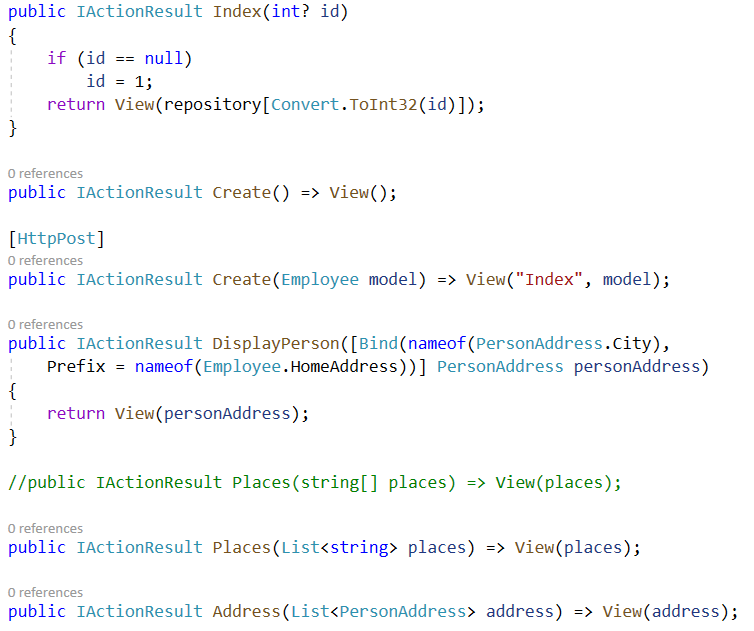 public IActionResult Index(int? id)
{
    if (id == null)
        id = 1;
    return View(repository[Convert.ToInt32(id)]);
}
0 references
public IActionResult Create() => View();
[HttpPost]
0 references
public IActionResult Create(Employee model) => View("Index", model);
0 references
public IActionResult DisplayPerson([Bind(nameof(PersonAddress.City),
    Prefix = nameof(Employee.HomeAddress))] PersonAddress personAddress)
{
    return View(personAddress);
}
//public IActionResult Places(string[] places) => View(places);
0 references
public IActionResult Places(List<string> places) => View(places);
0 references
public IActionResult Address(List<PersonAddress> address) => View(address);